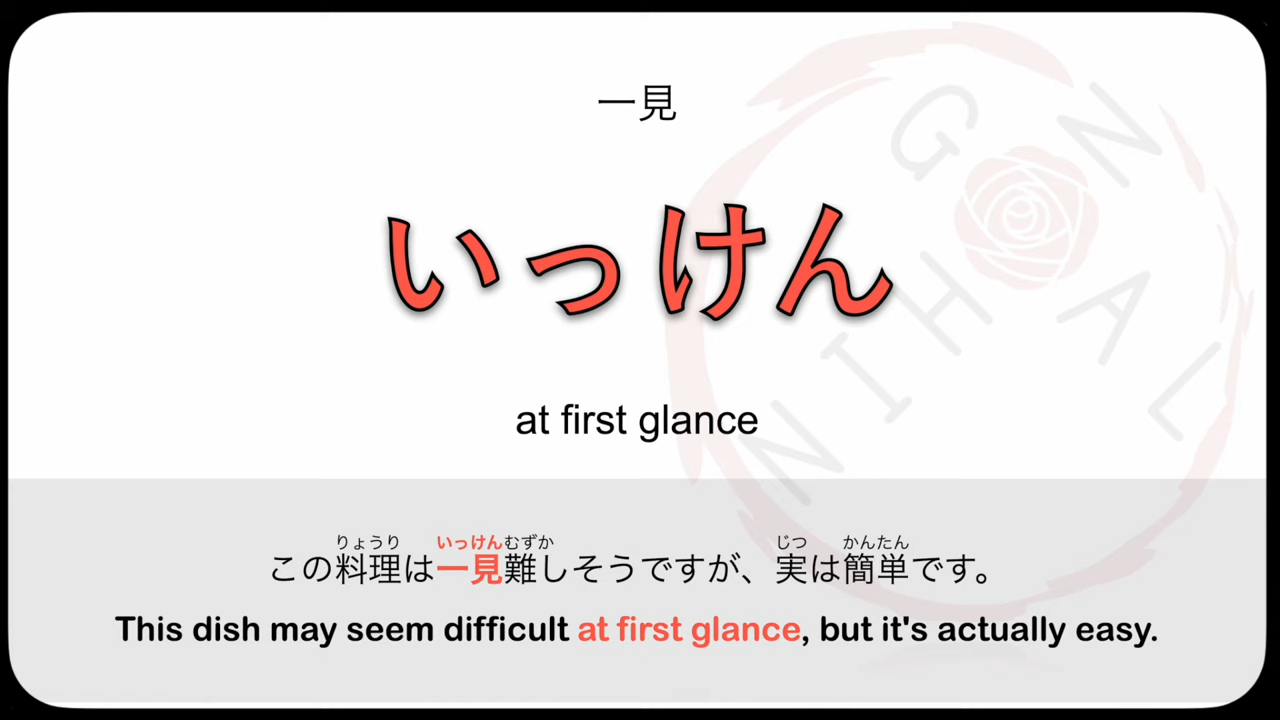 一見
いっけん
at first glance
りょうり いっけんむずか じつ かんたん
この料理は一見難しそうですが、実は簡単です。
This dish may seem difficult at first glance, but it's actually easy.
NIHONGO NAL